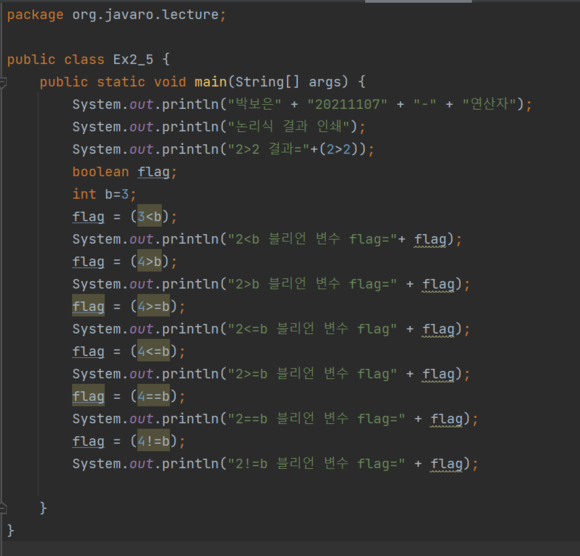 package org.javaro.lecture;
public class Ex2_5 {
public static void main(String[] args) {
System.out.println("박보은" + "20211107" + "-" + "연산자");
System.out.println("논리식 결과 인쇄");
System.out.println("2>2 결과="+(2>2));
boolean flag;
int b=3;
flag = (3<b);
System.out.println("2<b 블리언 변수 flag="+ flag);
flag = (4>b);
System.out.println("2>b 블리언 변수 flag=" + flag);
flag = (4>=b);
System.out.println("2<=b 블리언 변수 flag" + flag);
flag = (4<=b);
System.out.println("2>=b 블리언 변수 flag" + flag);
flag = (4==b);
System.out.println("2==b 블리언 변수 flag=" + flag);
flag = (4!=b);
System.out.println("2!=b 블리언 변수 flag=" + flag);
}
}